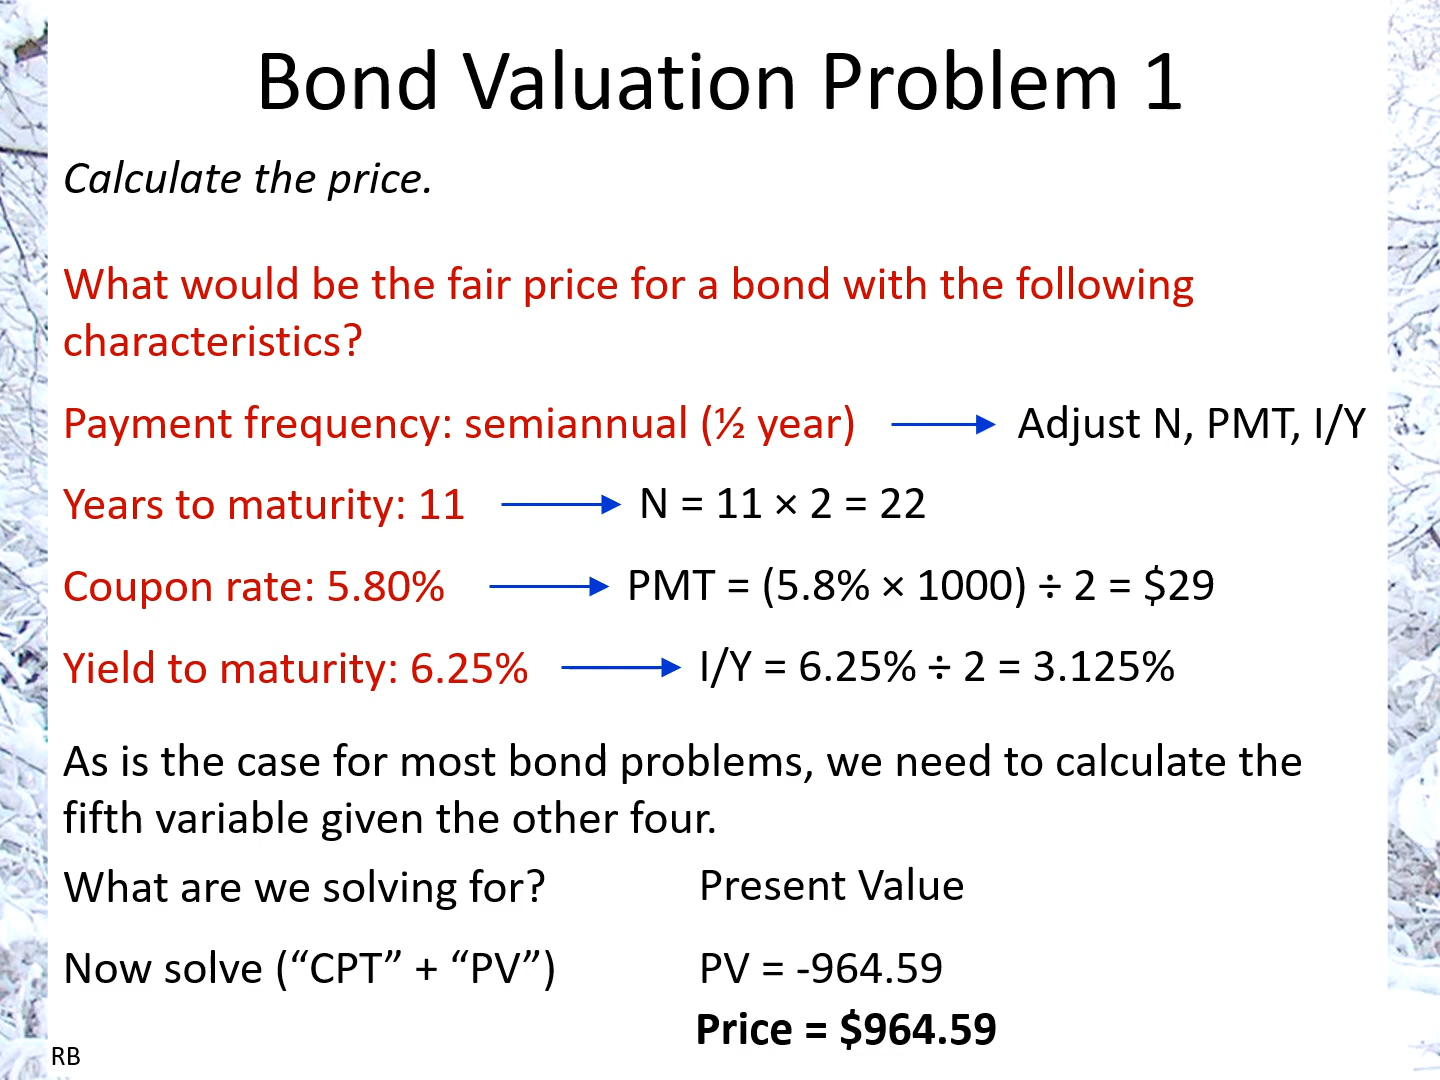 Bond Valuation Problem 1
Calculate the price.
What would be the fair price for a bond with the following
characteristics?
Payment frequency: semiannual (½ year) Adjust N, PMT, I/Y
Years to maturity: 11 N = 11 × 2 = 22
Coupon rate: 5.80% PMT = (5.8% × 1000) ÷ 2 = $29
Yield to maturity: 6.25% I/Y = 6.25% ÷ 2 = 3.125%
As is the case for most bond problems, we need to calculate the
fifth variable given the other four.
What are we solving for? Present Value
Now solve (“CPT” + “PV”) PV = -964.59
Price = $964.59
RB